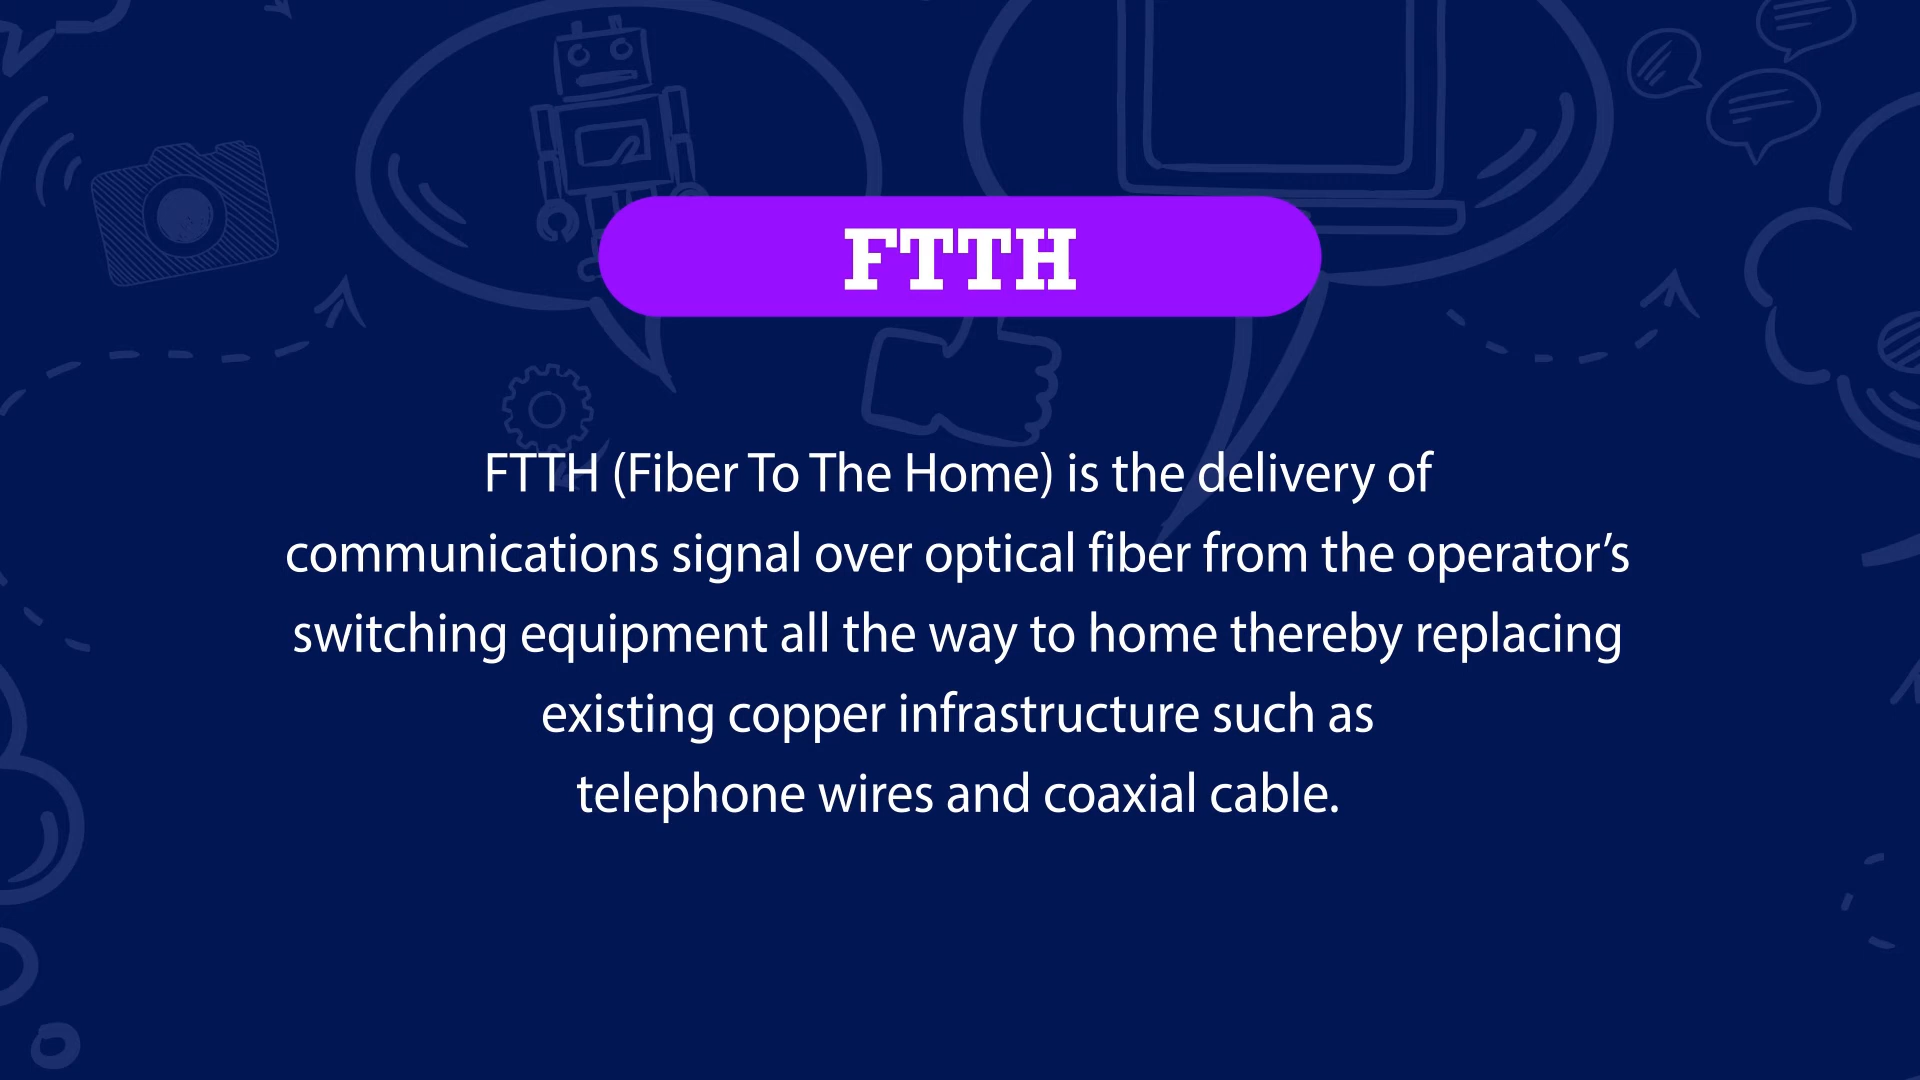 FTTH
FTTH (Fiber To The Home) is the delivery of
communications signal over optical fiber from the operator’s
switching equipment all the way to home thereby replacing
existing copper infrastructure such as
telephone wires and coaxial cable.